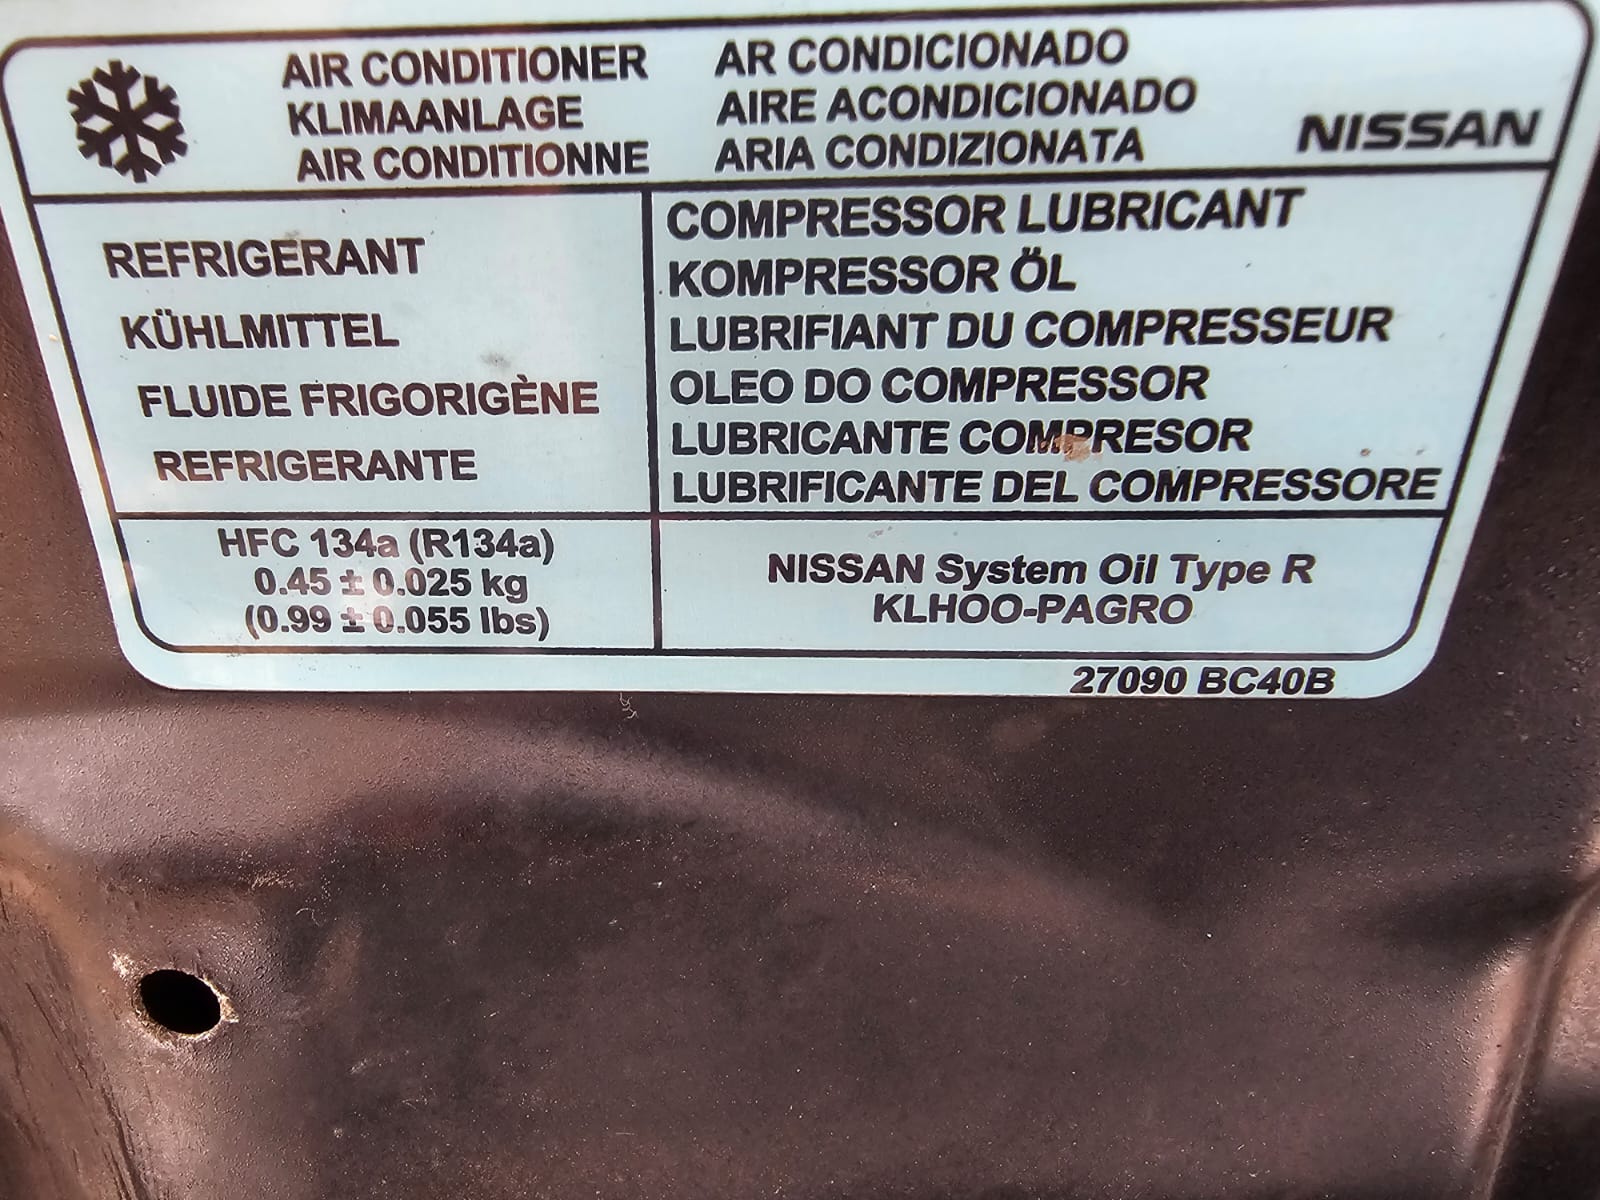 AIR CONDITIONER
KLIMAANLAGE
AIR CONDITIONNE
AR CONDICIONADO
AIRE ACONDICIONADO
ARIA CONDIZIONATA
NISSAN
REFRIGERANT
KÜHLMITTEL
FLUIDE FRIGORIGÈNE
REFRIGERANTE
COMPRESSOR LUBRICANT
KOMPRESSOR ÖL
LUBRIFIANT DU COMPRESSEUR
OLEO DO COMPRESSOR
LUBRICANTE COMPRESOR
LUBRIFICANTE DEL COMPRESSORE
HFC 134a (R134a)
0.45 ± 0.025 kg
(0.99 ± 0.055 lbs)
NISSAN System Oil Type R
KLHOO-PAGRO
27090 BC40B